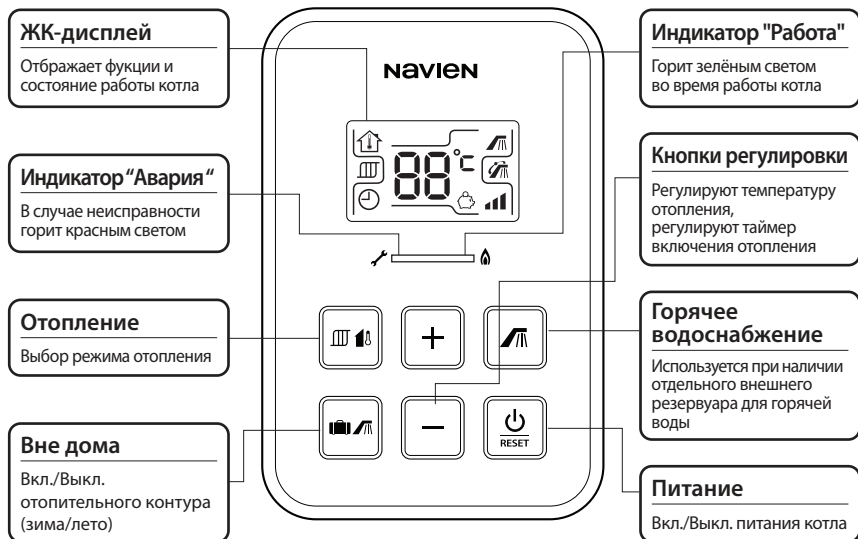 ЖК-дисплей
Отбражает фукции и
состояние работы котла
Индикатор “Авария “
В случае неисправности
горит красным светом
Отопление
Выбор режима отопления
Вне дома
Вкл./Выкл.
отопительного контура
(зима/лето)
NAVIEN
88°c
RESET
Индикатор "Работа"
Горит зелёным светом
во время работы котла
Кнопки регулировки
Регулируют температуру
отопления,
регулируют таймер
включения отопления
Горячее
водоснабжение
Используется при наличии
отдельного внешнего
резервуара для горячей
воды
Питание
Вкл./Выкл. питания котла